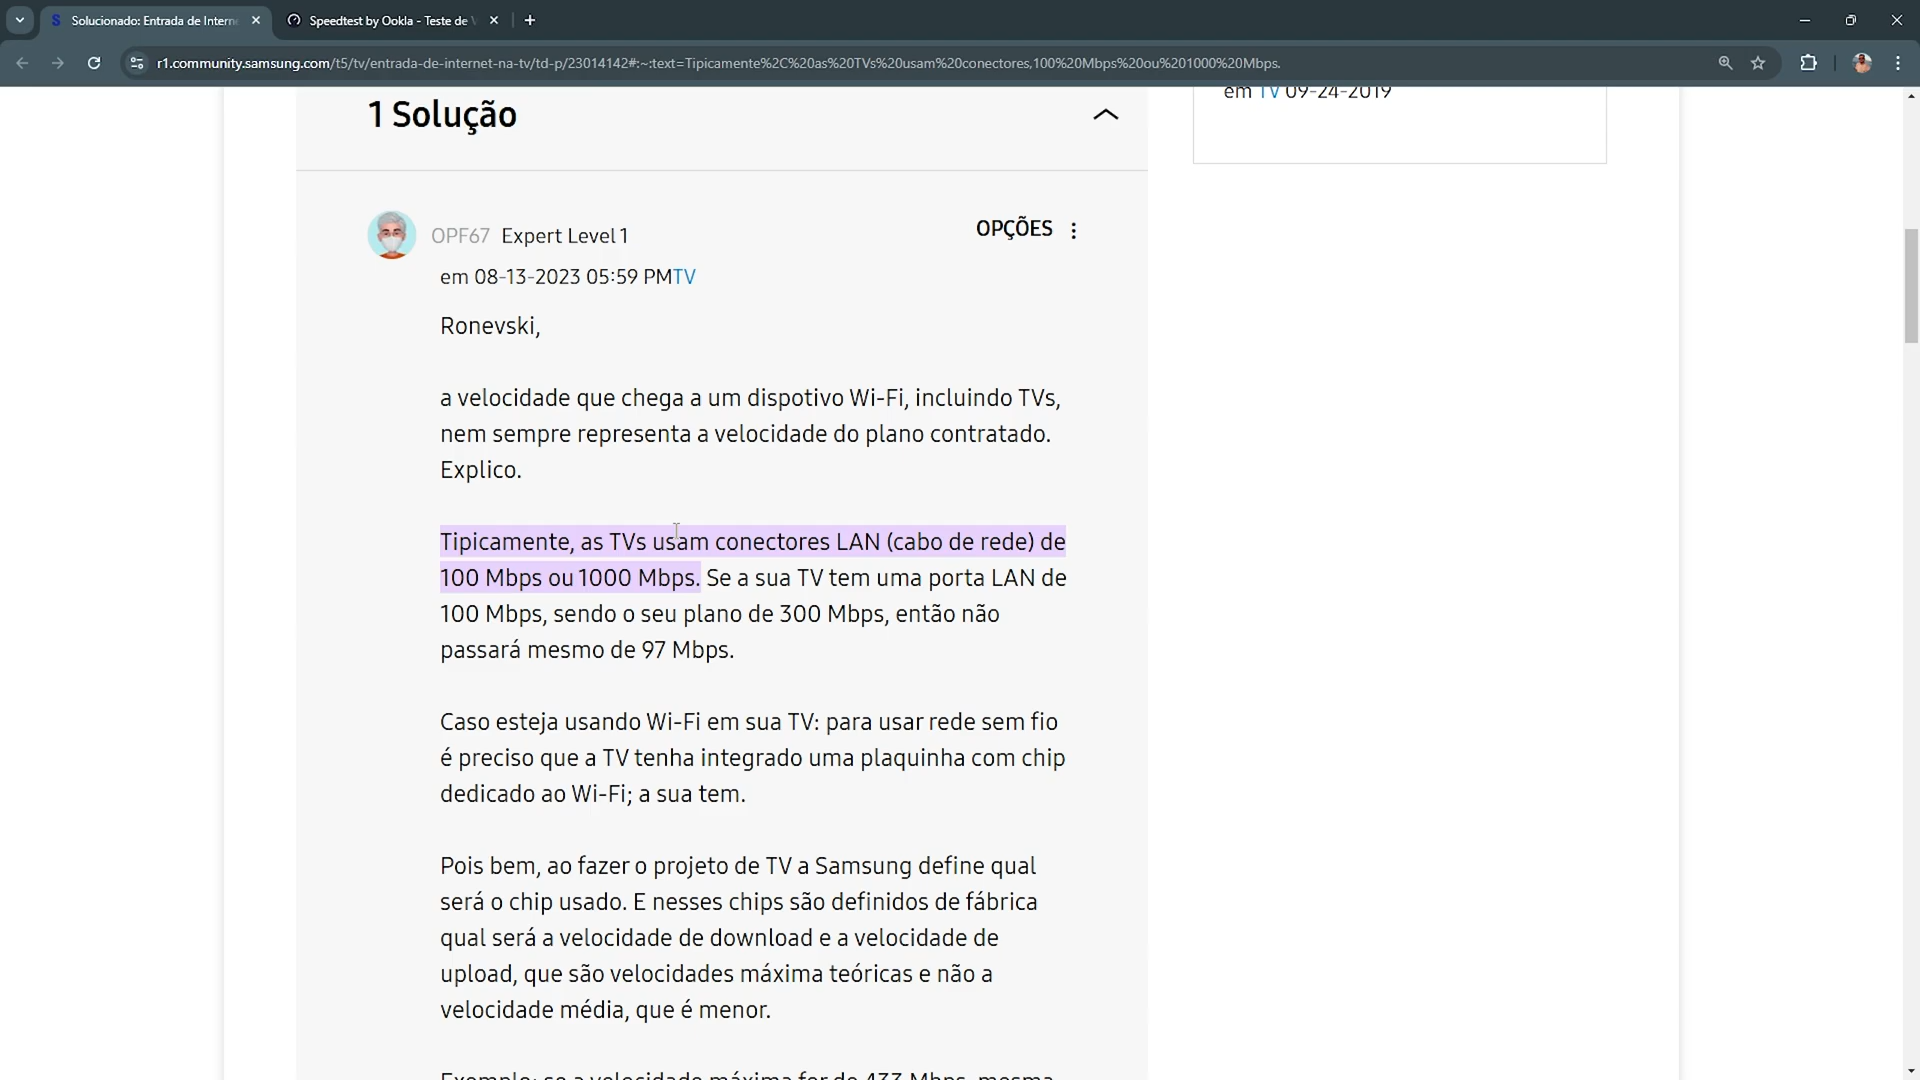 Solucionado: Entrada de Intern
Speedtest by Ookla - Teste de V
r1.community.samsung.com/t5/tv/entrada-de-internet-na-tv/td-p/23014142#:~:text=Tipicamente%2C%20as%20TVs%20usam%20conectores,100%20Mbps%20ou%201000%20Mbps.
em TV 09-24-2019
1 Solução
OPF67 Expert Level 1
OPÇÕES
em 08-13-2023 05:59 PMTV
Ronevski,
a velocidade que chega a um dispotivo Wi-Fi, incluindo TVs,
nem sempre representa a velocidade do plano contratado.
Explico.
Tipicamente, as TVs usam conectores LAN (cabo de rede) de
100 Mbps ou 1000 Mbps. Se a sua TV tem uma porta LAN de
100 Mbps, sendo o seu plano de 300 Mbps, então não
passará mesmo de 97 Mbps.
Caso esteja usando Wi-Fi em sua TV: para usar rede sem fio
é preciso que a TV tenha integrado uma plaquinha com chip
dedicado ao Wi-Fi; a sua tem.
Pois bem, ao fazer o projeto de TV a Samsung define qual
será o chip usado. E nesses chips são definidos de fábrica
qual será a velocidade de download e a velocidade de
upload, que são velocidades máxima teóricas e não a
velocidade média, que é menor.
Exemplo: se a velocidade máxima for de 433 Mbps, mesmo